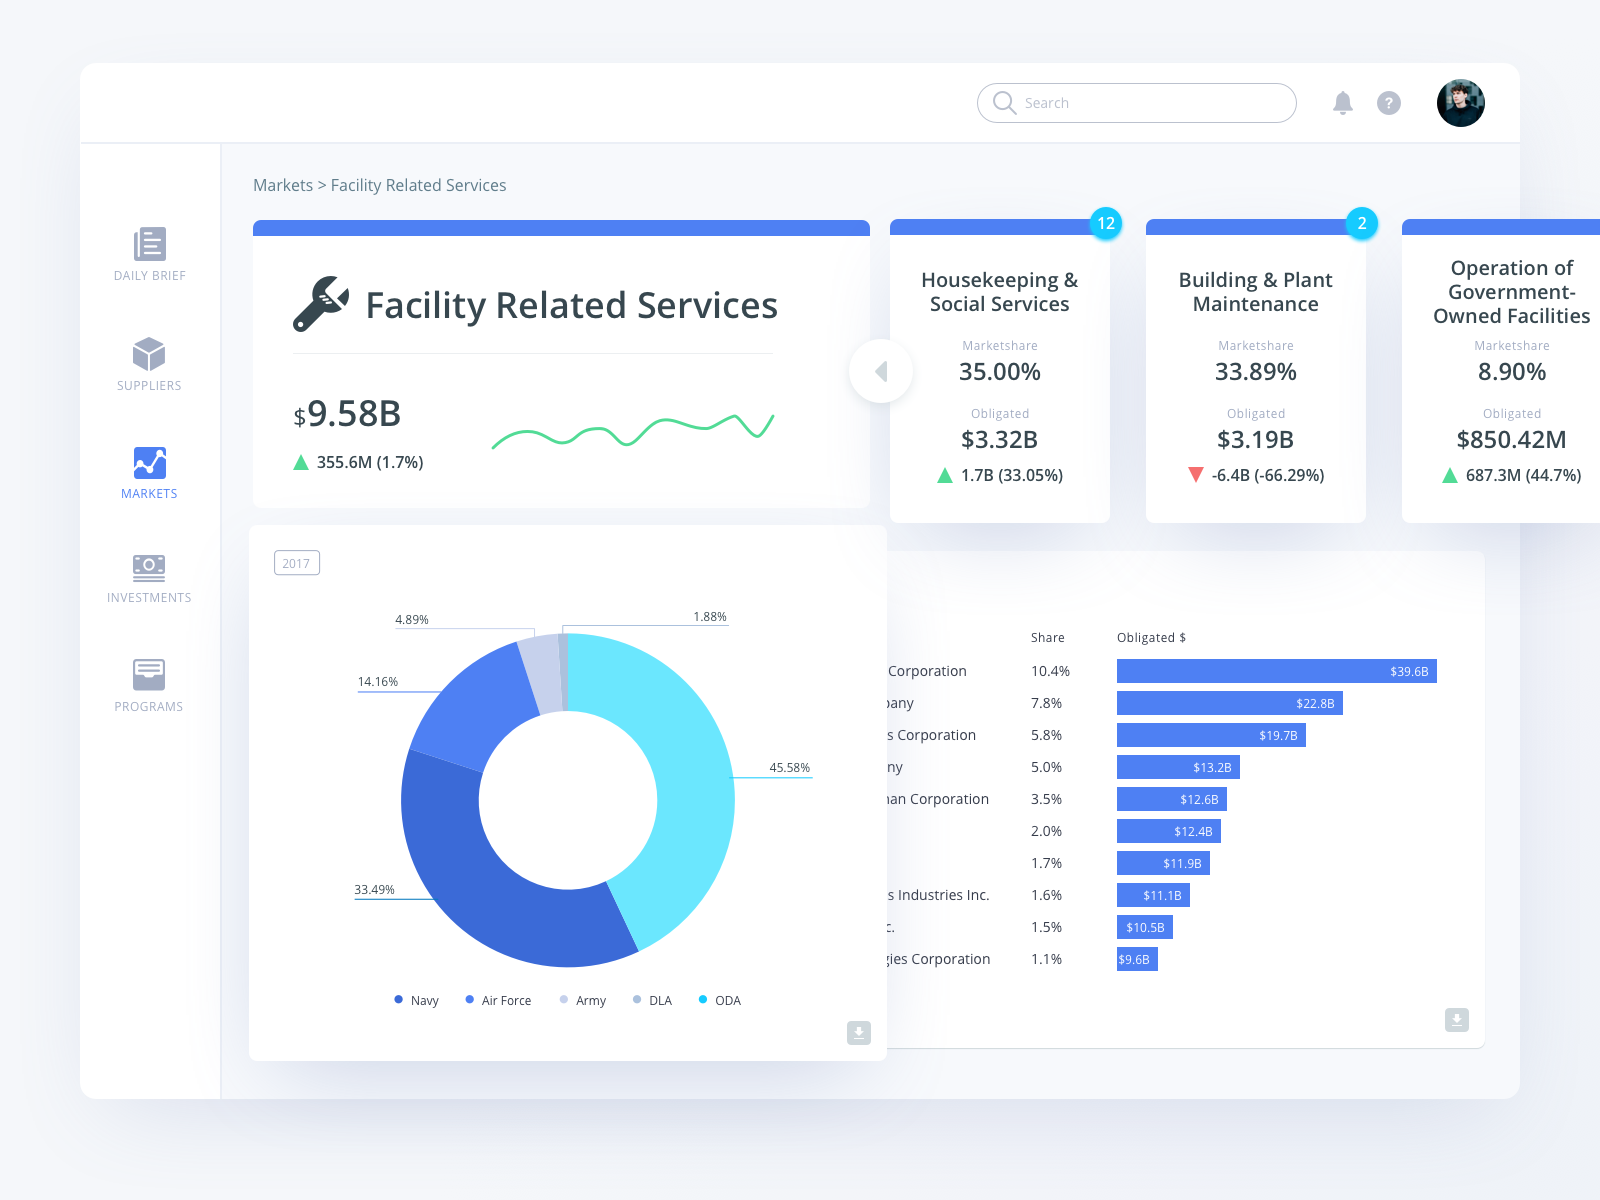 Search
?
Markets > Facility Related Services
DAILY BRIEF
SUPPLIERS
MARKETS
INVESTMENTS
PROGRAMS
Facility Related Services
$9.58B
355.6M (1.7%)
12
Housekeeping &
Social Services
Marketshare
35.00%
Obligated
$3.32B
1.7B (33.05%)
2
Building & Plant
Maintenance
Marketshare
33.89%
Obligated
$3.19B
-6.4B (-66.29%)
Operation of
Government-
Owned Facilities
Marketshare
8.90%
Obligated
$850.42M
687.3M (44.7%)
2017
4.89%
1.88%
14.16%
45.58%
33.49%
Navy Air Force Army DLA ODA
Share Obligated $
Corporation 10.4% $39.6B
7.8% $22.8B
s Corporation 5.8% $19.7B
ny 5.0% $13.2B
Corporation 3.5% $12.6B
2.0% $12.4B
1.7% $11.9B
s Industries Inc. 1.6% $11.1B
c. 1.5% $10.5B
gies Corporation 1.1% $9.6B